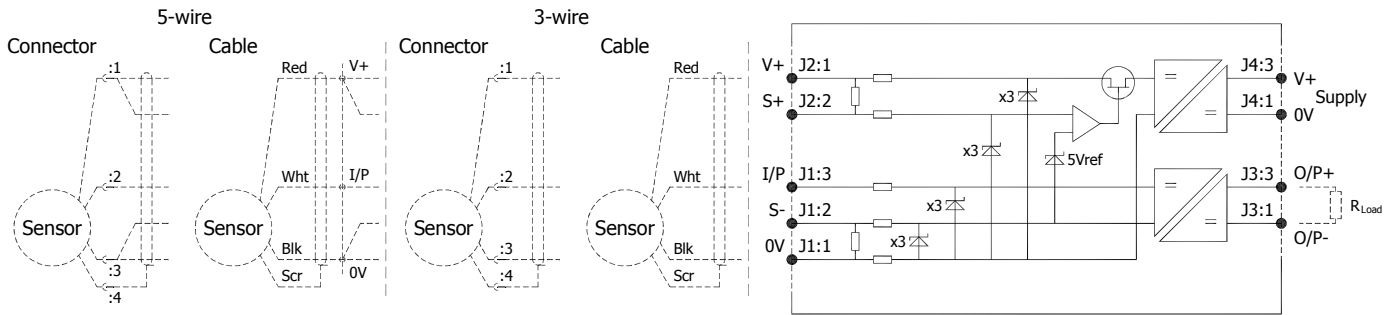 5-wire
3-wire
Connector
Cable
Connector
Cable
:1
Red
V+
:1
Red
:2
Wht
I/P
:2
Wht
Sensor
Sensor
Sensor
Sensor
:3
Blk
:3
Blk
:4
Scr
0V
:4
Scr
V+
J2:1
J4:3
V+
x3
Supply
S+
J2:2
J4:1
0V
x3
5Vref
I/P
J1:3
J3:3
O/P+
x3
RLoad
S-
J1:2
J3:1
O/P-
x3
0V
J1:1